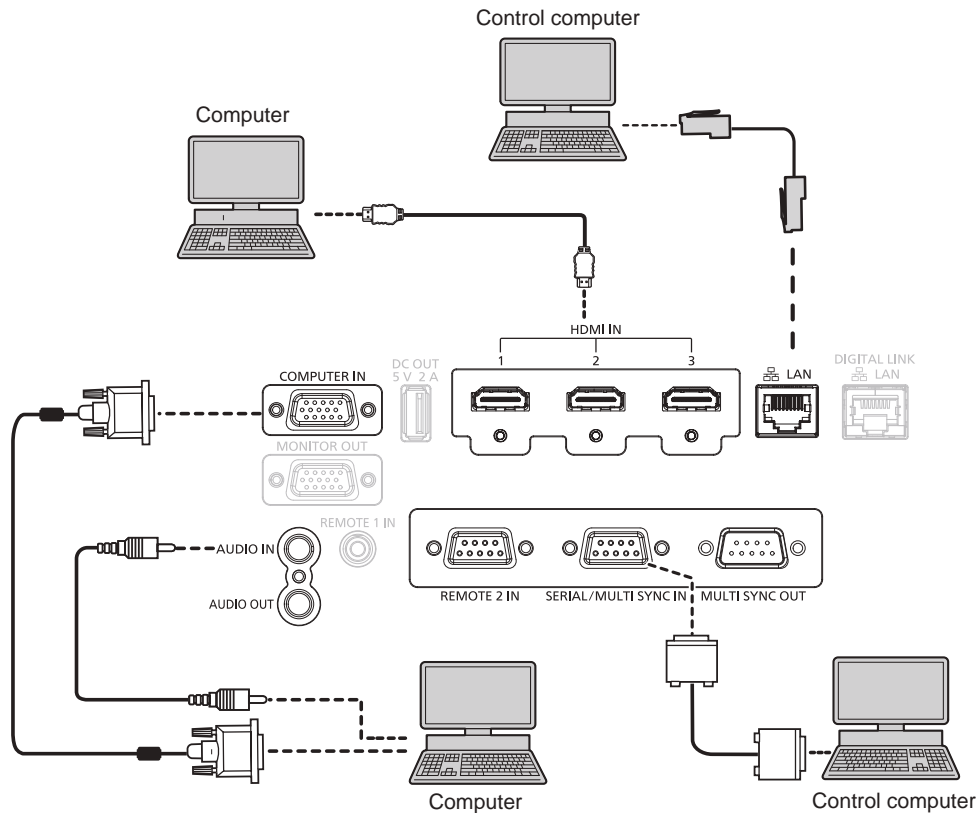 Control computer
Computer
HDMI IN
1 2 3
DC OUT
5 V 2 A
COMPUTER IN
LAN
DIGITAL LINK
LAN
MONITOR OUT
REMOTE 1 IN
AUDIO IN
AUDIO OUT
REMOTE 2 IN
SERIAL/MULTI SYNC IN
MULTI SYNC OUT
Computer
Control computer